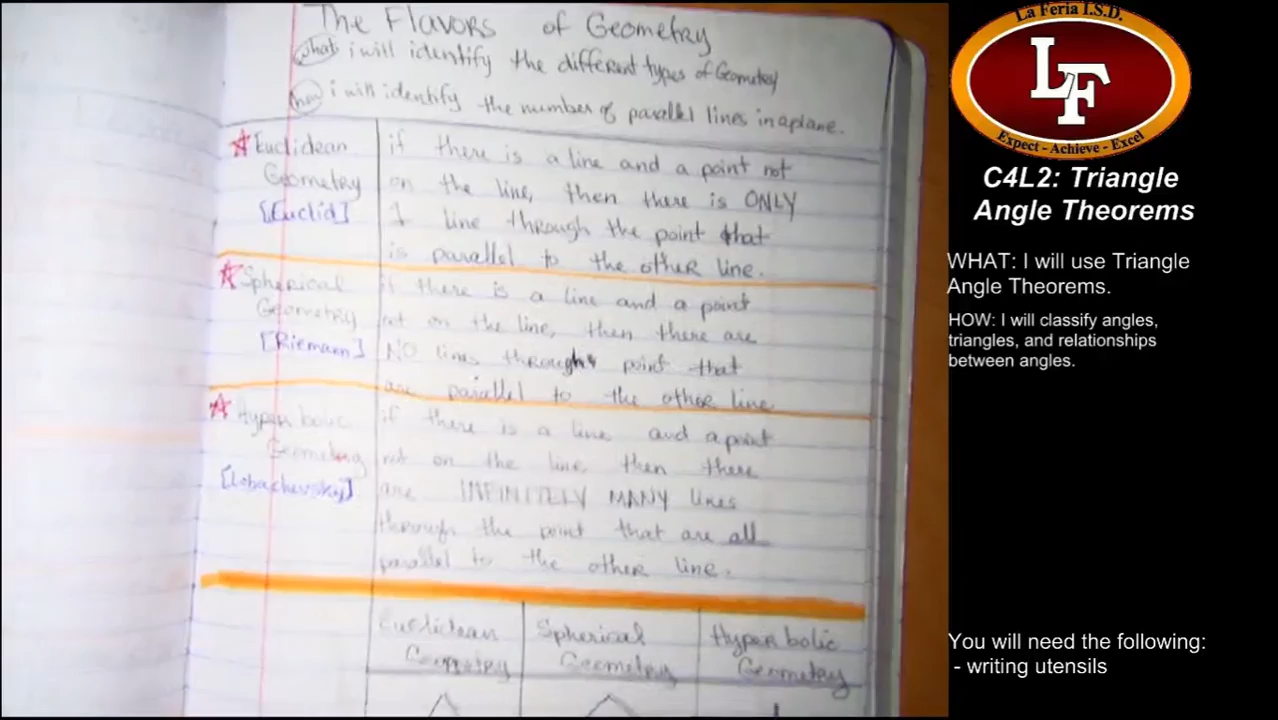 The Flavors of Geometry
what i will identify the different types of Geometry
how i will identify the number of parallel lines in a plane.
Euclidean
Geometry
[Euclid]
if there is a line and a point not
on the line, then there is ONLY
1 line through the point that
is parallel to the other line.
Spherical
Geometry
[Riemann]
if there is a line and a point
not on the line, then there are
NO lines through point that
are parallel to the other line
Hyperbolic
Geometry
[Lobachevsky]
if there is a line and a point
not on the line, then there
are INFINITELY MANY lines
through the point that are all
parallel to the other line.
Euclidean
Geometry
Spherical
Geometry
Hyperbolic
Geometry
La Feria I.S.D.
LF
Expect - Achieve - Excel
C4L2: Triangle
Angle Theorems
WHAT: I will use Triangle
Angle Theorems.
HOW: I will classify angles,
triangles, and relationships
between angles.
You will need the following:
- writing utensils